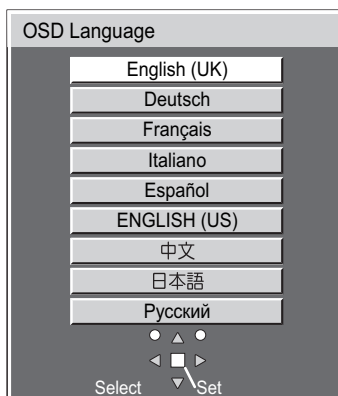 OSD Language
English (UK)
Deutsch
Français
Italiano
Español
ENGLISH (US)
中文
日本語
Русский
Select Set